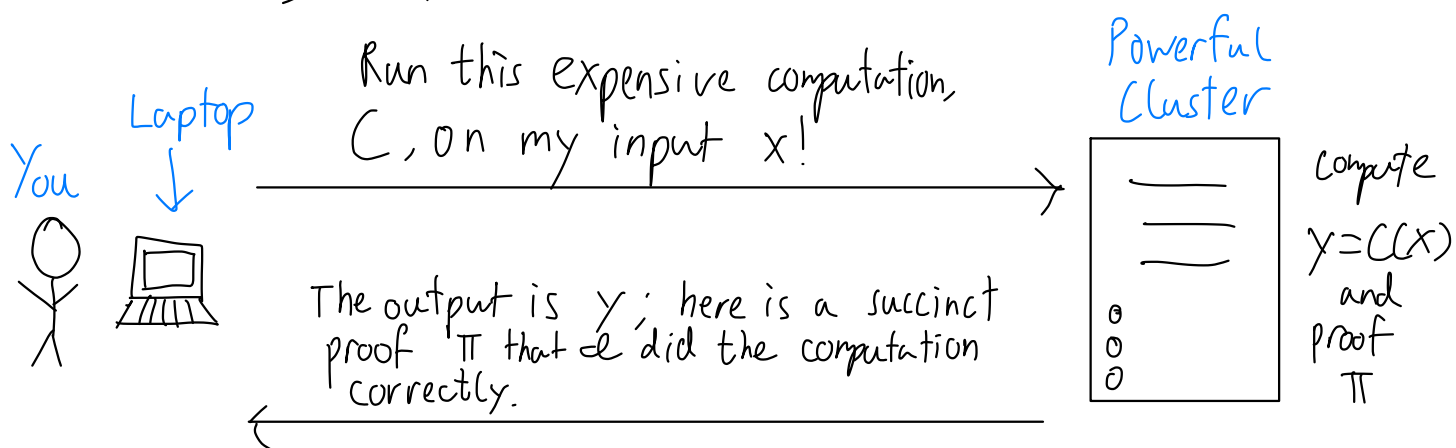 Powerful
Cluster
Run this expensive computation,
C, on my input x!
Laptop
You
compute
y=C(x)
and
proof
π
The output is y; here is a succinct
proof π that I did the computation
correctly.